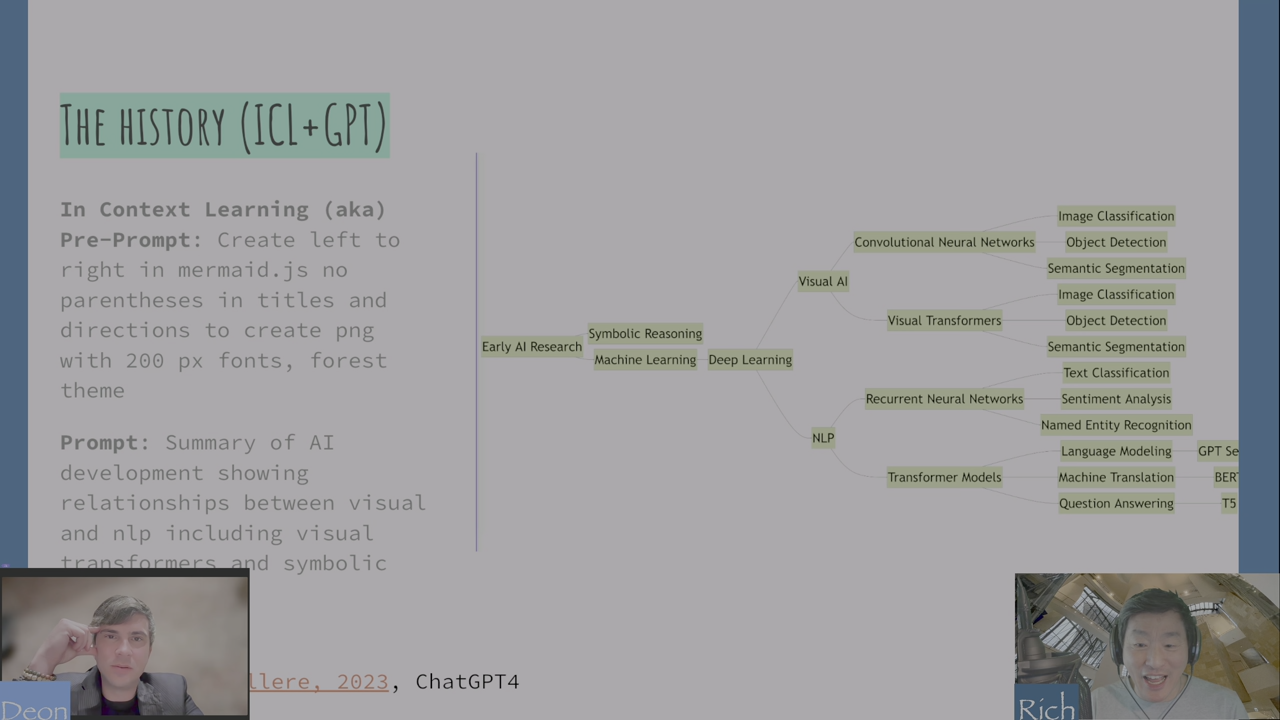 THE HISTORY (ICL+GPT)
In Context Learning (aka)
Pre-Prompt: Create left to
right in mermaid.js no
parentheses in titles and
directions to create png
with 200 px fonts, forest
theme
Prompt: Summary of AI
development showing
relationships between visual
and nlp including visual
transformers and symbolic
llere, 2023, ChatGPT4
Early AI Research
Symbolic Reasoning
Machine Learning
Deep Learning
Visual AI
Convolutional Neural Networks
Image Classification
Object Detection
Semantic Segmentation
Visual Transformers
Image Classification
Object Detection
Semantic Segmentation
NLP
Recurrent Neural Networks
Text Classification
Sentiment Analysis
Named Entity Recognition
Transformer Models
Language Modeling
GPT Se
Machine Translation
BERT
Question Answering
T5
Deon
Rich